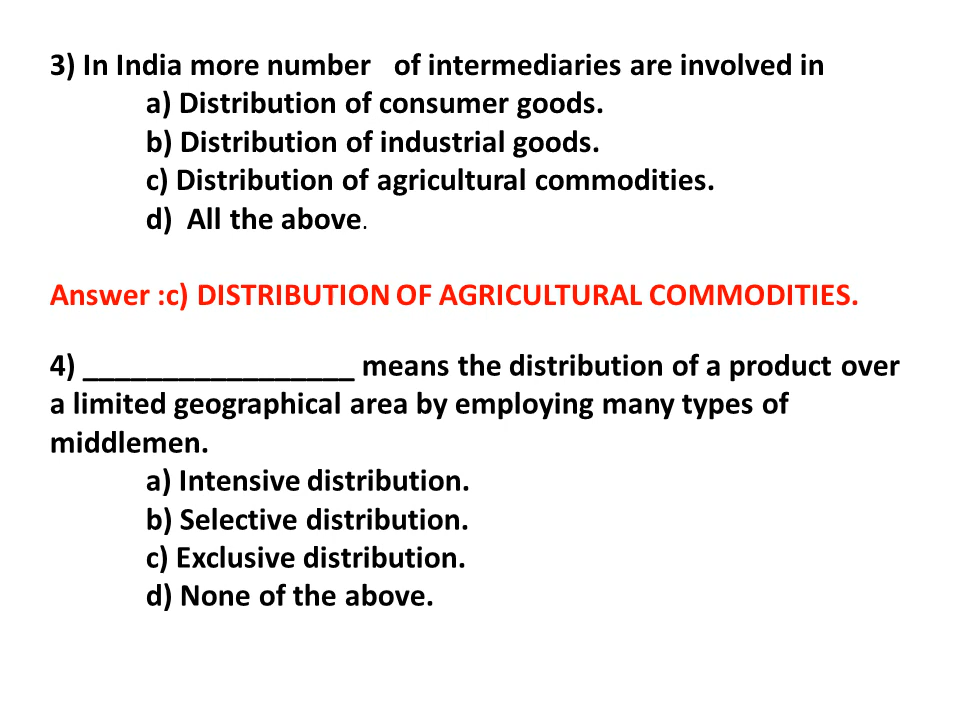 3) In India more number of intermediaries are involved in
a) Distribution of consumer goods.
b) Distribution of industrial goods.
c) Distribution of agricultural commodities.
d) All the above.
Answer :c) DISTRIBUTION OF AGRICULTURAL COMMODITIES.
4) _________________ means the distribution of a product over
a limited geographical area by employing many types of
middlemen.
a) Intensive distribution.
b) Selective distribution.
c) Exclusive distribution.
d) None of the above.